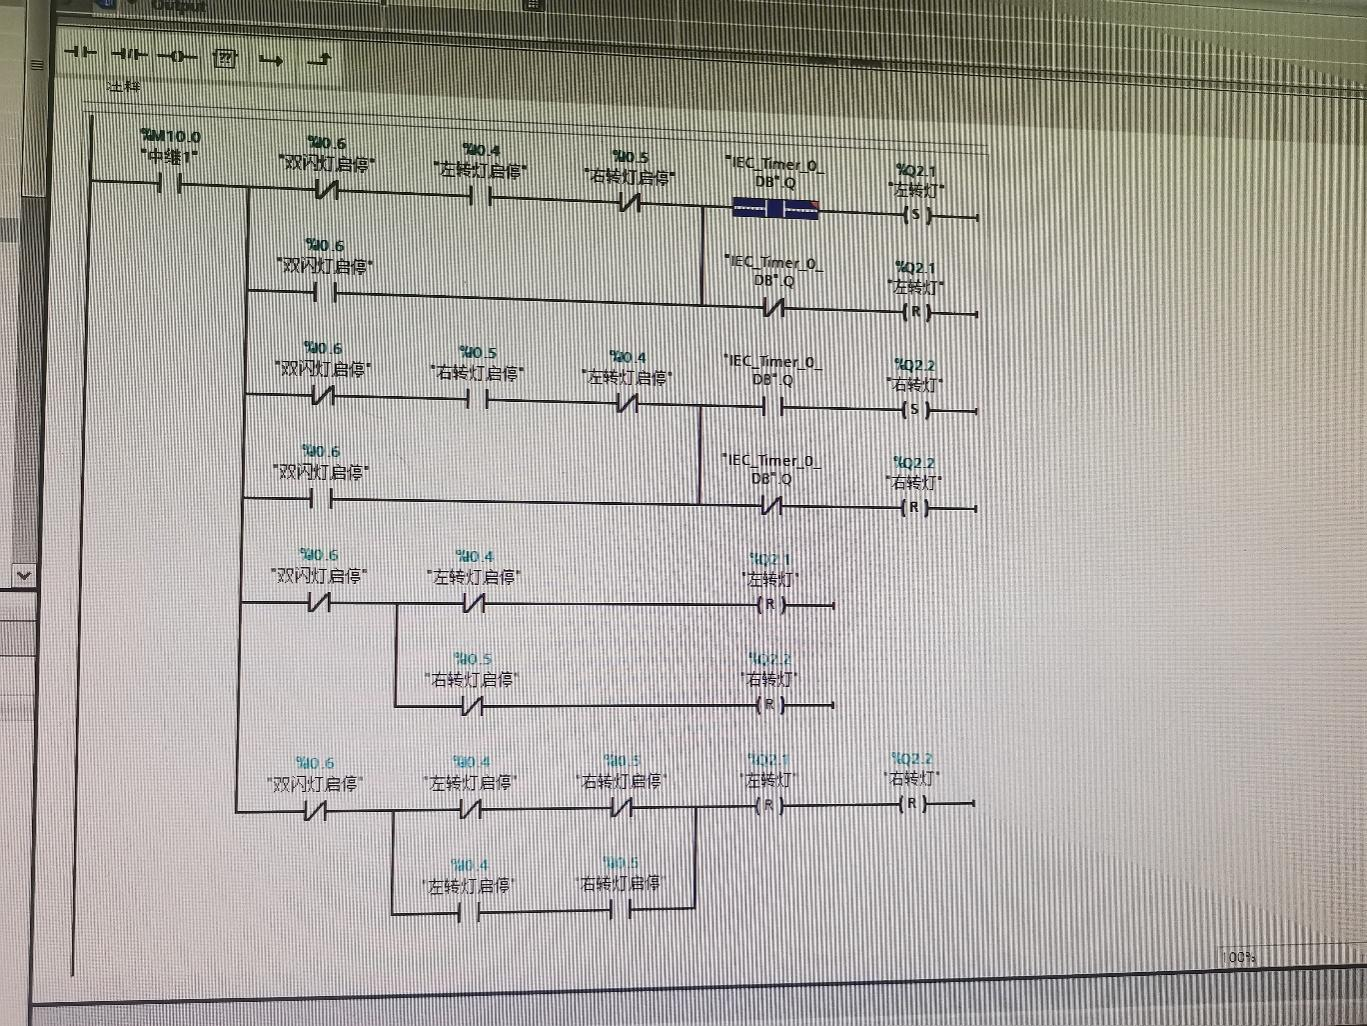 Output
注释
%M10.0
"中继1"
%I0.6
"双闪灯启停"
%I0.4
"左转灯启停"
%I0.5
"右转灯启停"
"IEC_Timer_0_
DB".Q
%Q2.1
"左转灯"
S
%I0.6
"双闪灯启停"
"IEC_Timer_0_
DB".Q
%Q2.1
"左转灯"
R
%I0.6
"双闪灯启停"
%I0.5
"右转灯启停"
%I0.4
"左转灯启停"
"IEC_Timer_0_
DB".Q
%Q2.2
"右转灯"
S
%I0.6
"双闪灯启停"
"IEC_Timer_0_
DB".Q
%Q2.2
"右转灯"
R
%I0.6
"双闪灯启停"
%I0.4
"左转灯启停"
%Q2.1
"左转灯"
R
%I0.5
"右转灯启停"
%Q2.2
"右转灯"
R
%I0.6
"双闪灯启停"
%I0.4
"左转灯启停"
%I0.5
"右转灯启停"
%Q2.1
"左转灯"
R
%Q2.2
"右转灯"
R
%I0.4
"左转灯启停"
%I0.5
"右转灯启停"
100%